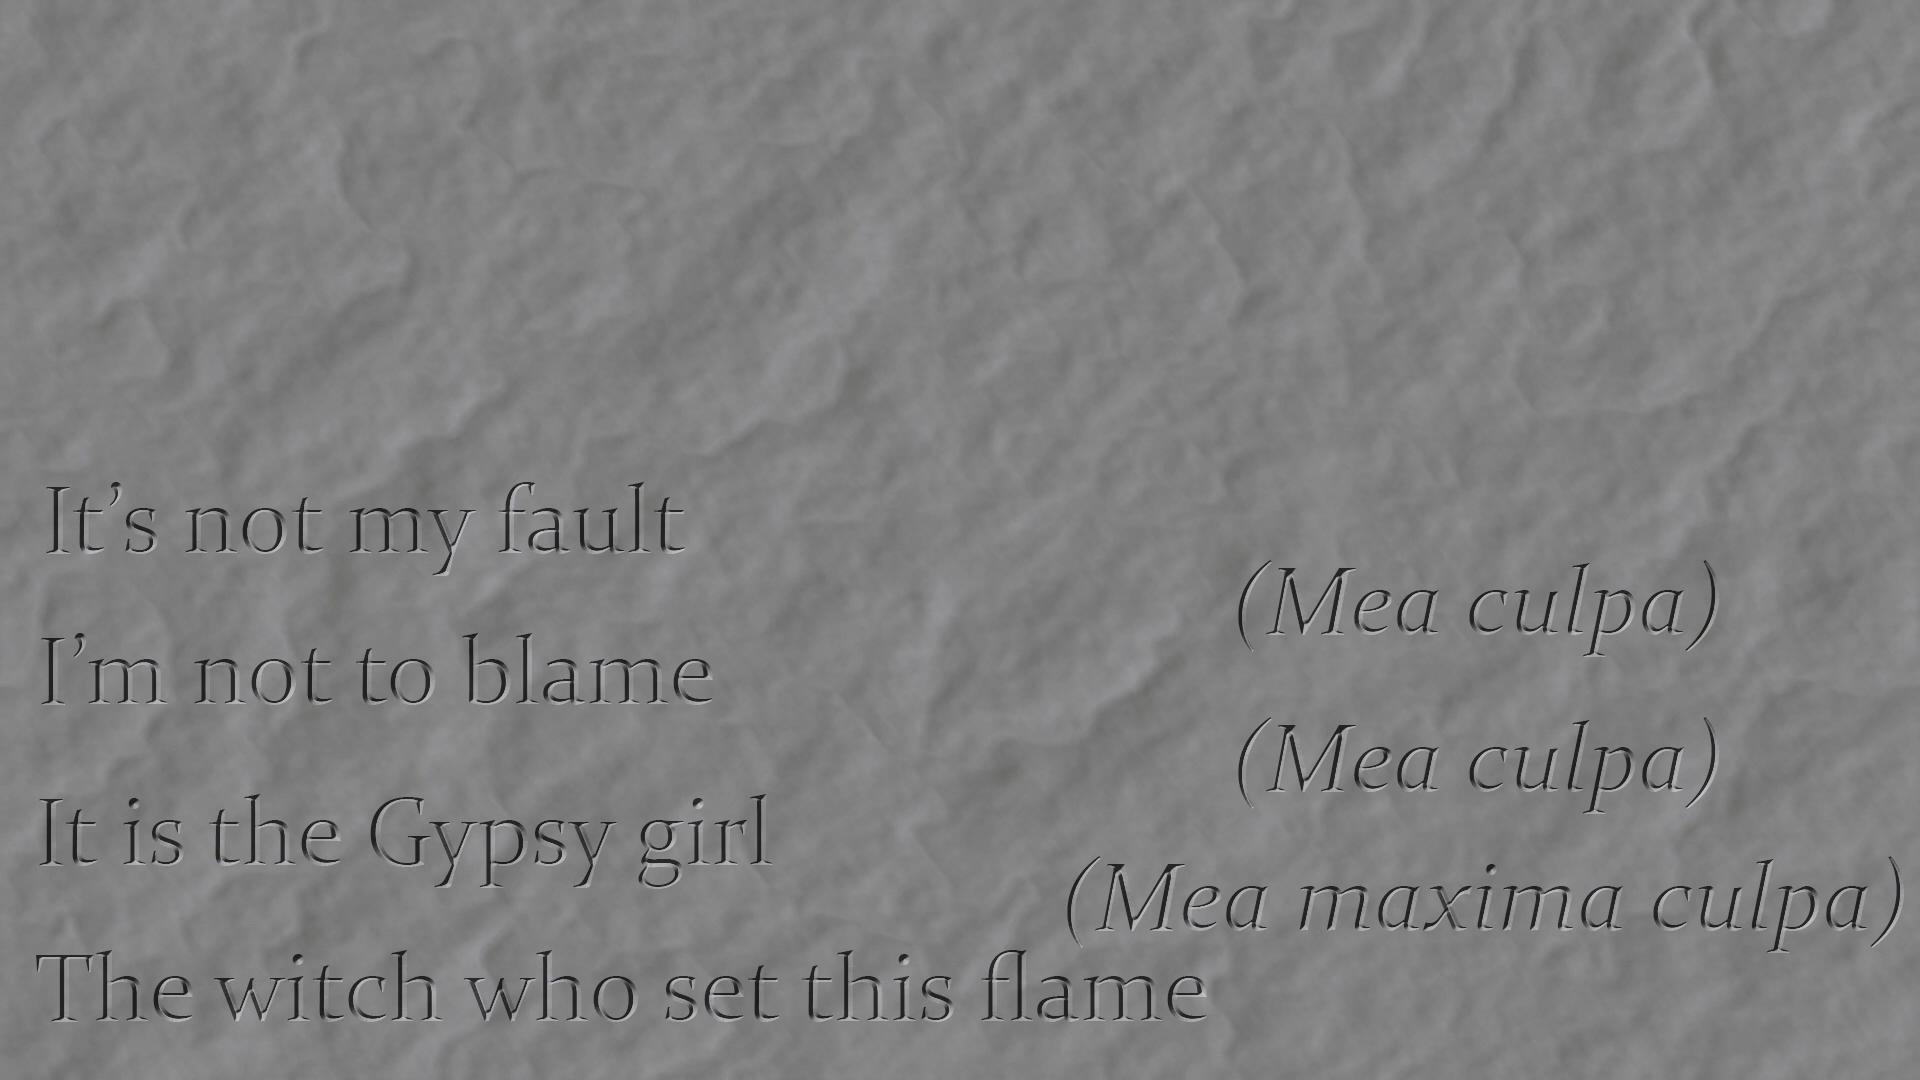 It’s not my fault
(Mea culpa)
I’m not to blame
(Mea culpa)
It is the Gypsy girl
(Mea maxima culpa)
The witch who set this flame